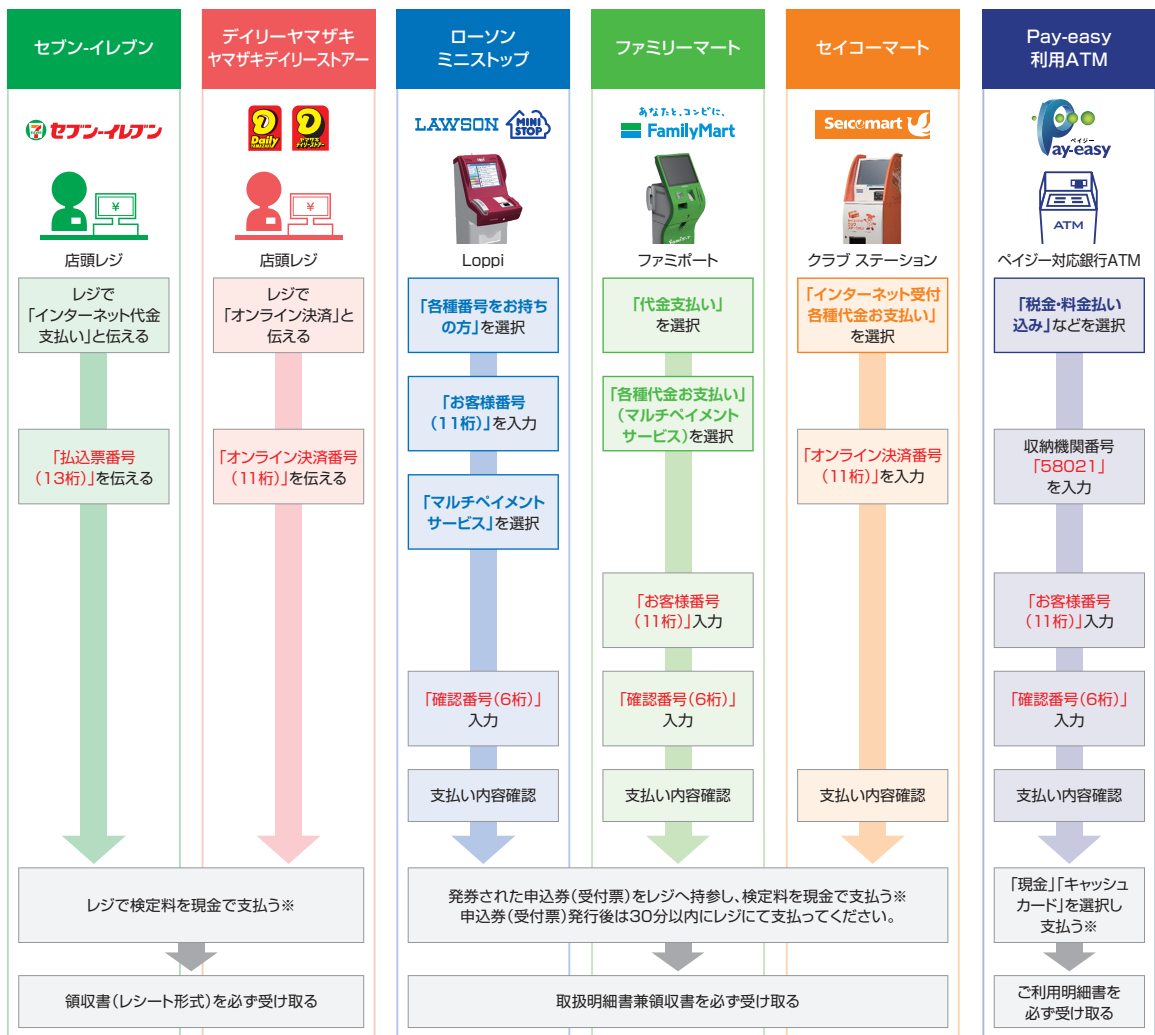 セブン-イレブン
デイリーヤマザキ
ヤマザキデイリーストアー
ローソン
ミニストップ
ファミリーマート
セイコーマート
Pay-easy
利用ATM
7
セブン-イレブン
Daily
YAMAZAKI
ヤマザキ
デイリーストアー
LAWSON
MINI
STOP
あなたと、コンビに、
FamilyMart
Seicomart
ペイジー
Pay-easy
¥
¥
ATM
店頭レジ
店頭レジ
Loppi
ファミポート
クラブ ステーション
ペイジー対応銀行ATM
レジで
「インターネット代金
支払い」と伝える
レジで
「オンライン決済」と
伝える
「各種番号をお持ち
の方」を選択
「代金支払い」
を選択
「インターネット受付
各種代金お支払い」
を選択
「税金・料金払い
込み」などを選択
「お客様番号
(11桁)」を入力
「各種代金お支払い」
(マルチペイメント
サービス)を選択
「払込票番号
(13桁)」を伝える
「オンライン決済番号
(11桁)」を伝える
「マルチペイメント
サービス」を選択
「オンライン決済番号
(11桁)」を入力
収納機関番号
「58021」
を入力
「お客様番号
(11桁)」入力
「お客様番号
(11桁)」入力
「確認番号(6桁)」
入力
「確認番号(6桁)」
入力
「確認番号(6桁)」
入力
支払い内容確認
支払い内容確認
支払い内容確認
支払い内容確認
レジで検定料を現金で支払う※
発券された申込券(受付票)をレジへ持参し、検定料を現金で支払う※
申込券(受付票)発行後は30分以内にレジにて支払ってください。
「現金」「キャッシュ
カード」を選択し
支払う※
領収書(レシート形式)を必ず受け取る
取扱明細書兼領収書を必ず受け取る
ご利用明細書を
必ず受け取る